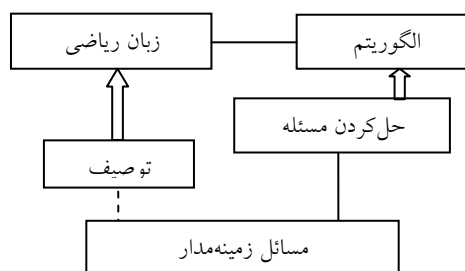 الگوریتم
زبان ریاضی
حل‌کردن مسئله
توصیف
مسائل زمینه‌مدار